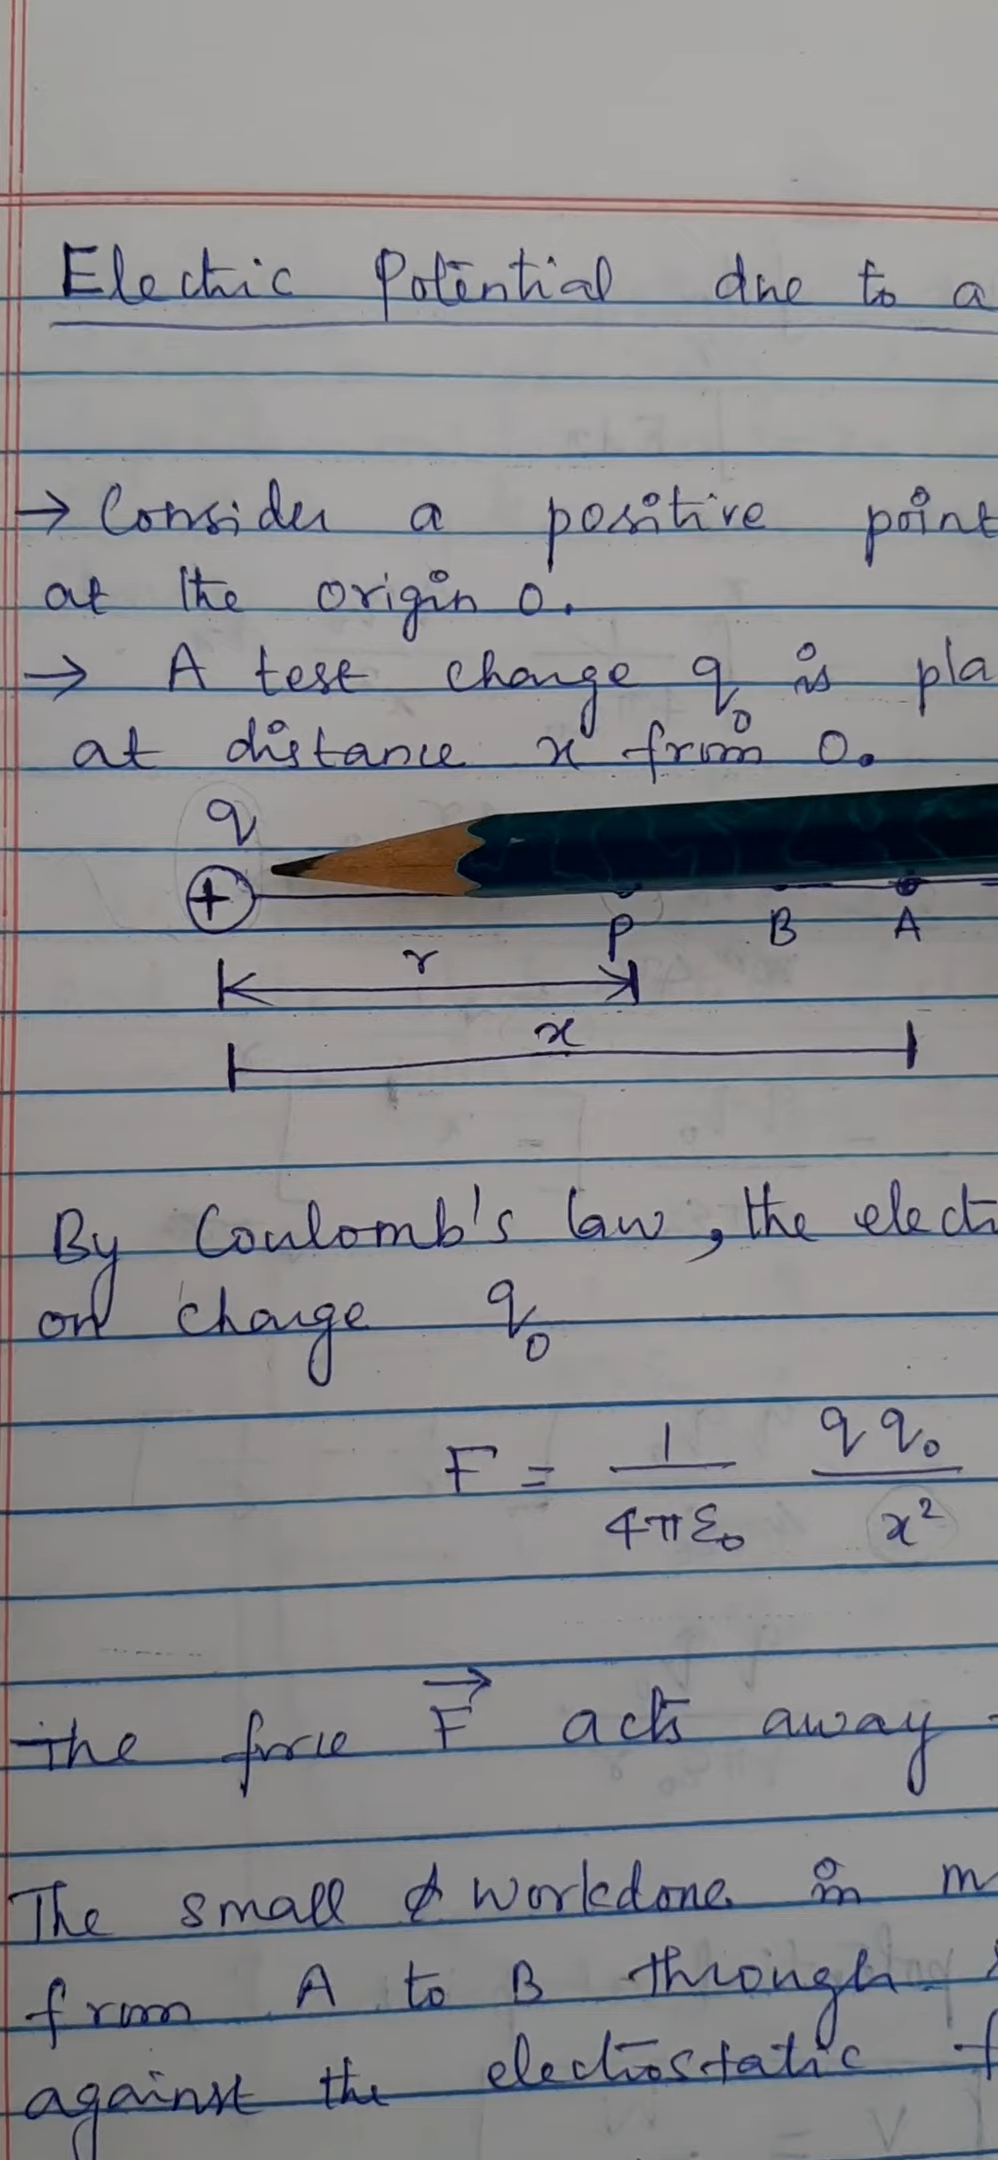 Electric Potential due to a
→ Consider a positive point
at the origin O.
→ A test charge q₀ is pla
at distance x from O.
q
+
P B A
r
x
By Coulomb's law, the elect
on charge q₀
F = 1/4πε₀ q q₀/x²
The force F⃗ acts away
The small workdone in m
from A to B through
against the electrostatic f